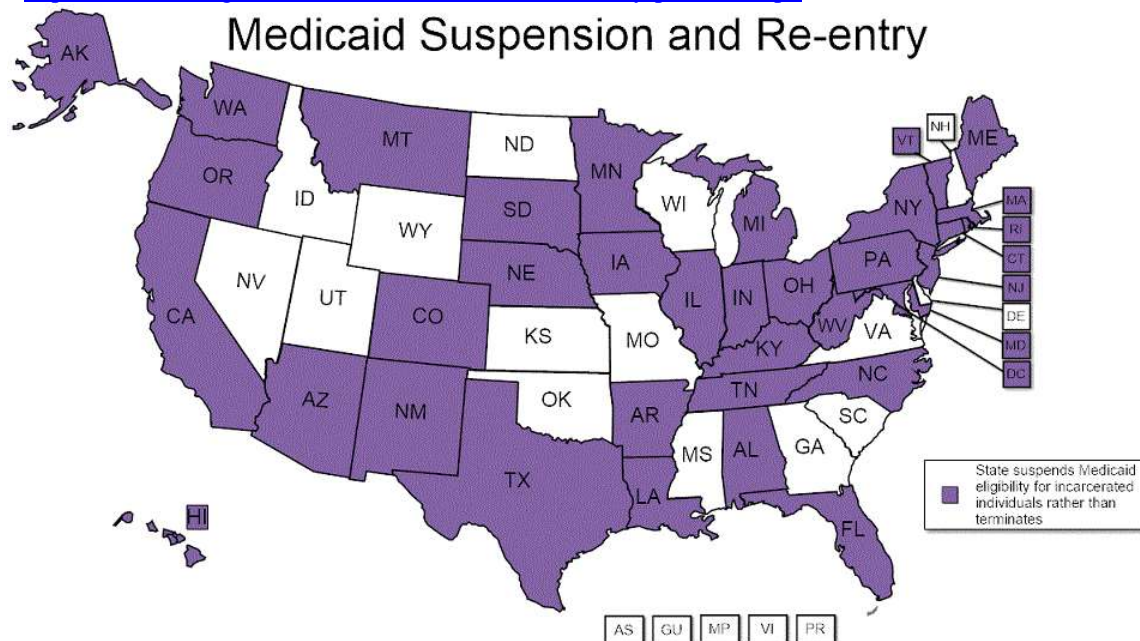 Medicaid Suspension and Re-entry
AK
WA
MT
ND
MN
VT
NH
ME
OR
ID
SD
WI
MI
NY
MA
RI
CT
WY
NE
IA
PA
NJ
NV
UT
CO
IL
IN
OH
DE
CA
KS
MO
WV
VA
MD
KY
DC
AZ
NM
OK
AR
TN
NC
SC
TX
MS
AL
GA
LA
FL
HI
State suspends Medicaid
eligibility for incarcerated
individuals rather than
terminates
AS GU MP VI PR